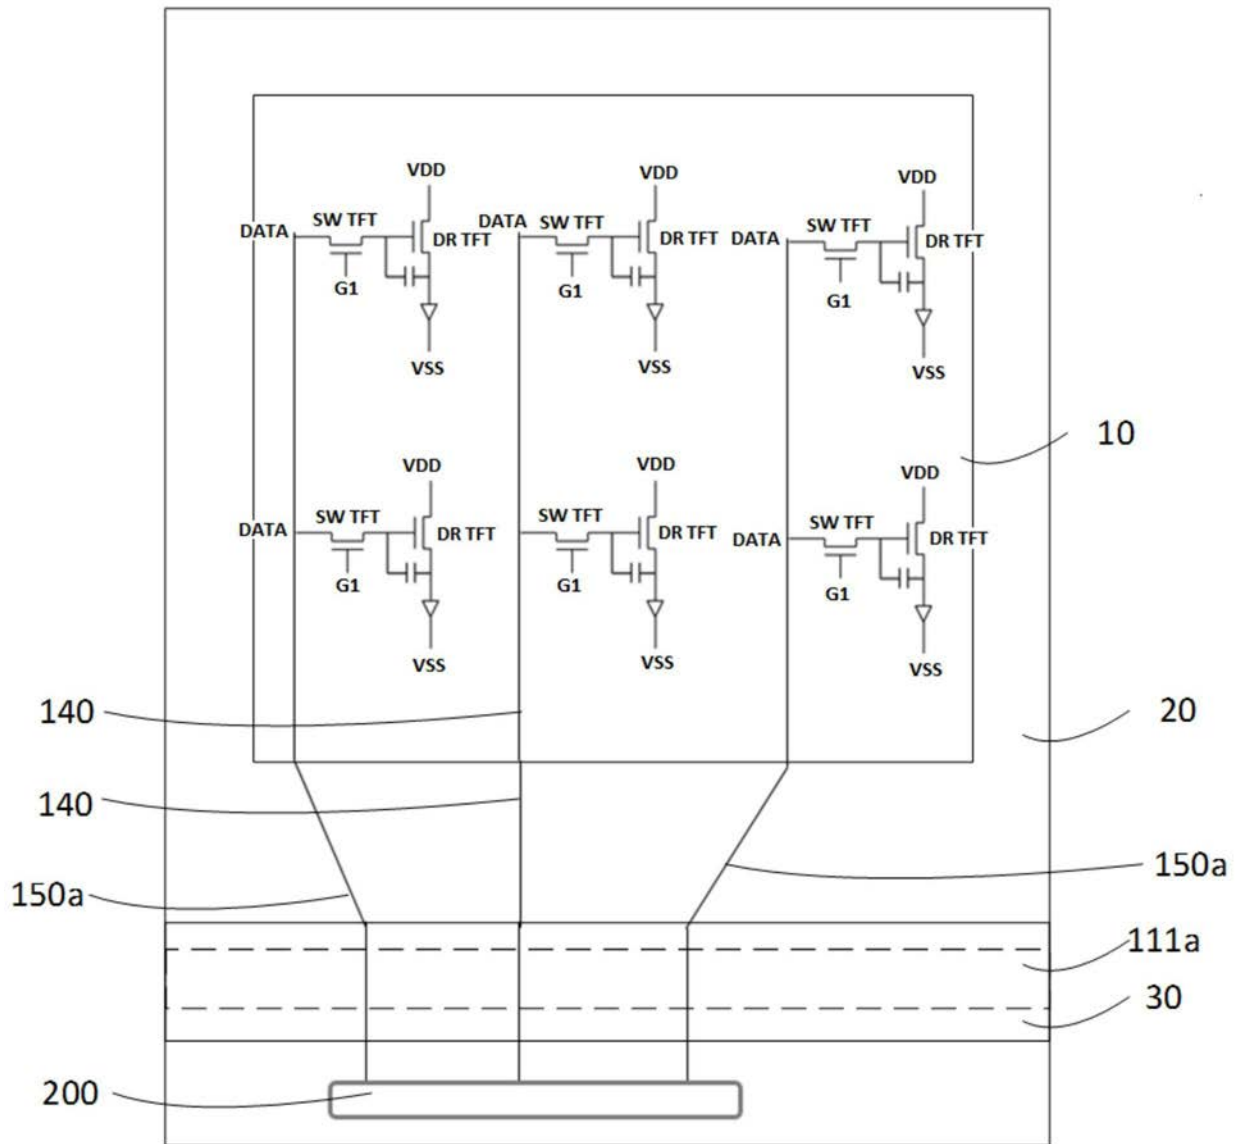 VDD VDD VDD
DATA SW TFT DR TFT DATA SW TFT DR TFT DATA SW TFT DR TFT
G1 G1 G1
VSS VSS VSS
10
VDD VDD VDD
DATA SW TFT DR TFT SW TFT DR TFT DATA SW TFT DR TFT
G1 G1 G1
VSS VSS VSS
140 20
140
150a 150a
111a
30
200